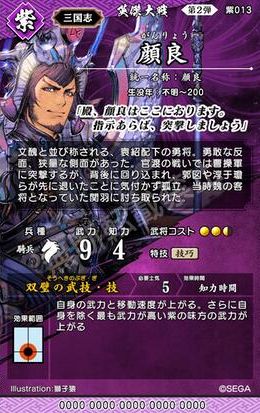 紫
三国志
英傑大戦
第2弾
紫013
がんりょう
顔良
統一名称：顔良
生没年：不明～200
「殿、顔良はここにおります。
指示あらば、突撃しましょう」
文醜と並び称される、袁紹配下の勇将。勇敢な反
面、狭量な側面があった。官渡の戦いでは曹操軍
に突撃するが、背後に回り込まれ、郭図や淳于瓊
らが先に退いたことに気付かず孤立。当時魏の客
将となっていた関羽に討ち取られた。
兵種
武力
知力
武将コスト
騎兵
9
4
特技
技巧
そうへきのぶぎ・ぎ
必要士気
効果時間
双璧の武技・技
5
知力時間
効果範囲
自身の武力と移動速度が上がる。さらに自
身を除く最も武力が高い紫の味方の武力が
上がる
Illustration:獅子猿
©SEGA
0000 0000 0000 0000 0000